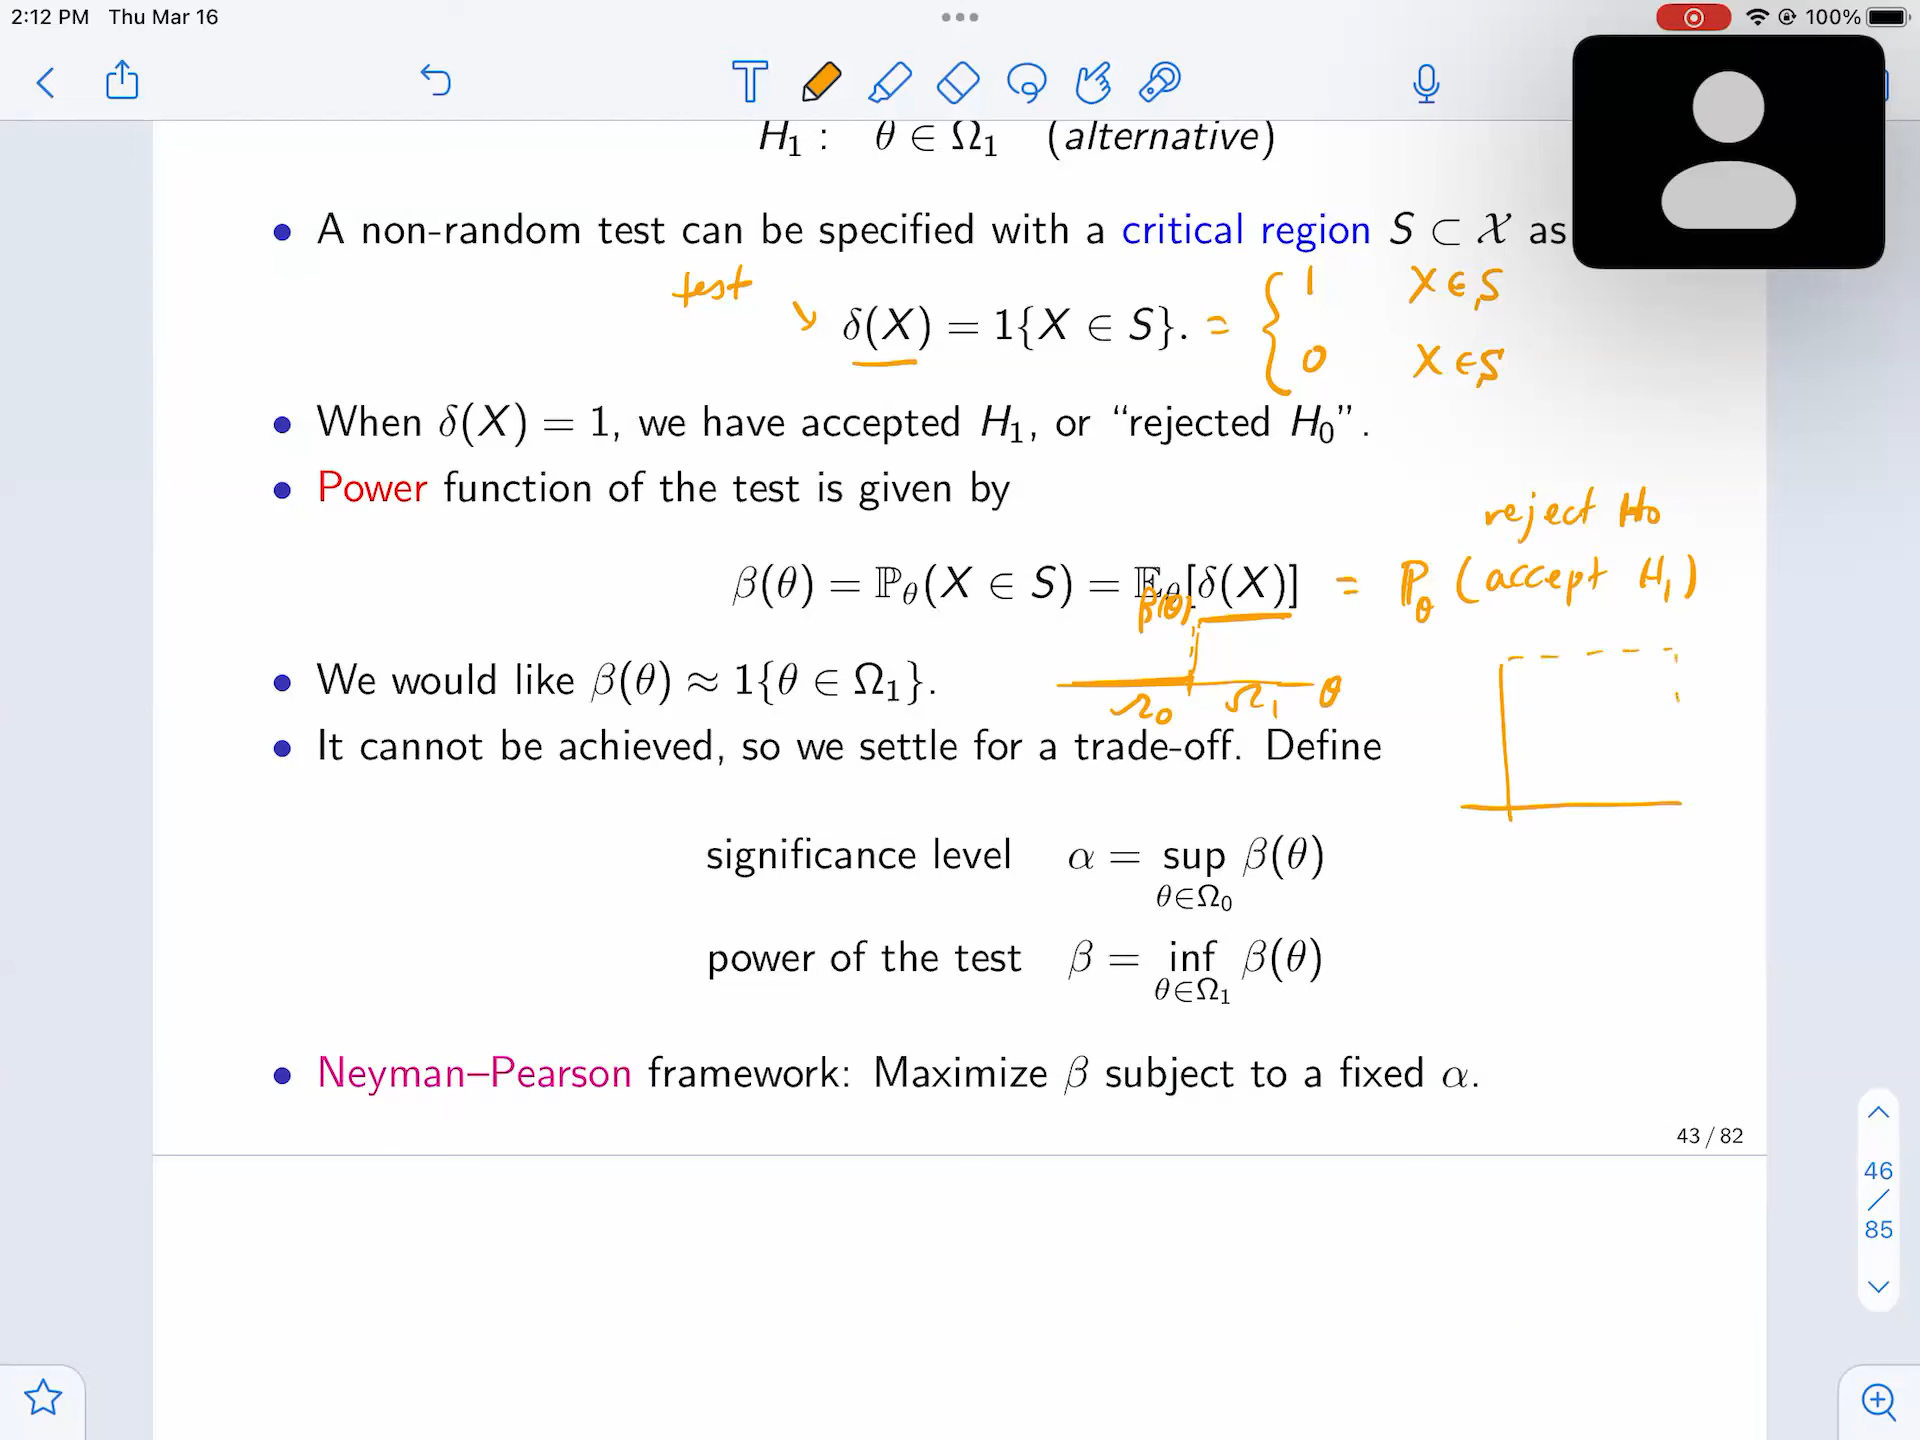 2:12 PM Thu Mar 16
100%
H₁ : θ ∈ Ω₁ (alternative)
• A non-random test can be specified with a critical region S ⊂ 𝒳 as
test
δ(X) = 1{X ∈ S}. = { 1 X ∈ S
0 X ∈ S
• When δ(X) = 1, we have accepted H₁, or “rejected H₀”.
• Power function of the test is given by
reject H₀
β(θ) = ℙ_θ(X ∈ S) = 𝔼_θ[δ(X)] = ℙ_θ (accept H₁)
β(θ)
• We would like β(θ) ≈ 1{θ ∈ Ω₁}.
Ω₀ Ω₁ θ
• It cannot be achieved, so we settle for a trade-off. Define
significance level α = sup β(θ)
θ∈Ω₀
power of the test β = inf β(θ)
θ∈Ω₁
• Neyman–Pearson framework: Maximize β subject to a fixed α.
43 / 82
46
/
85